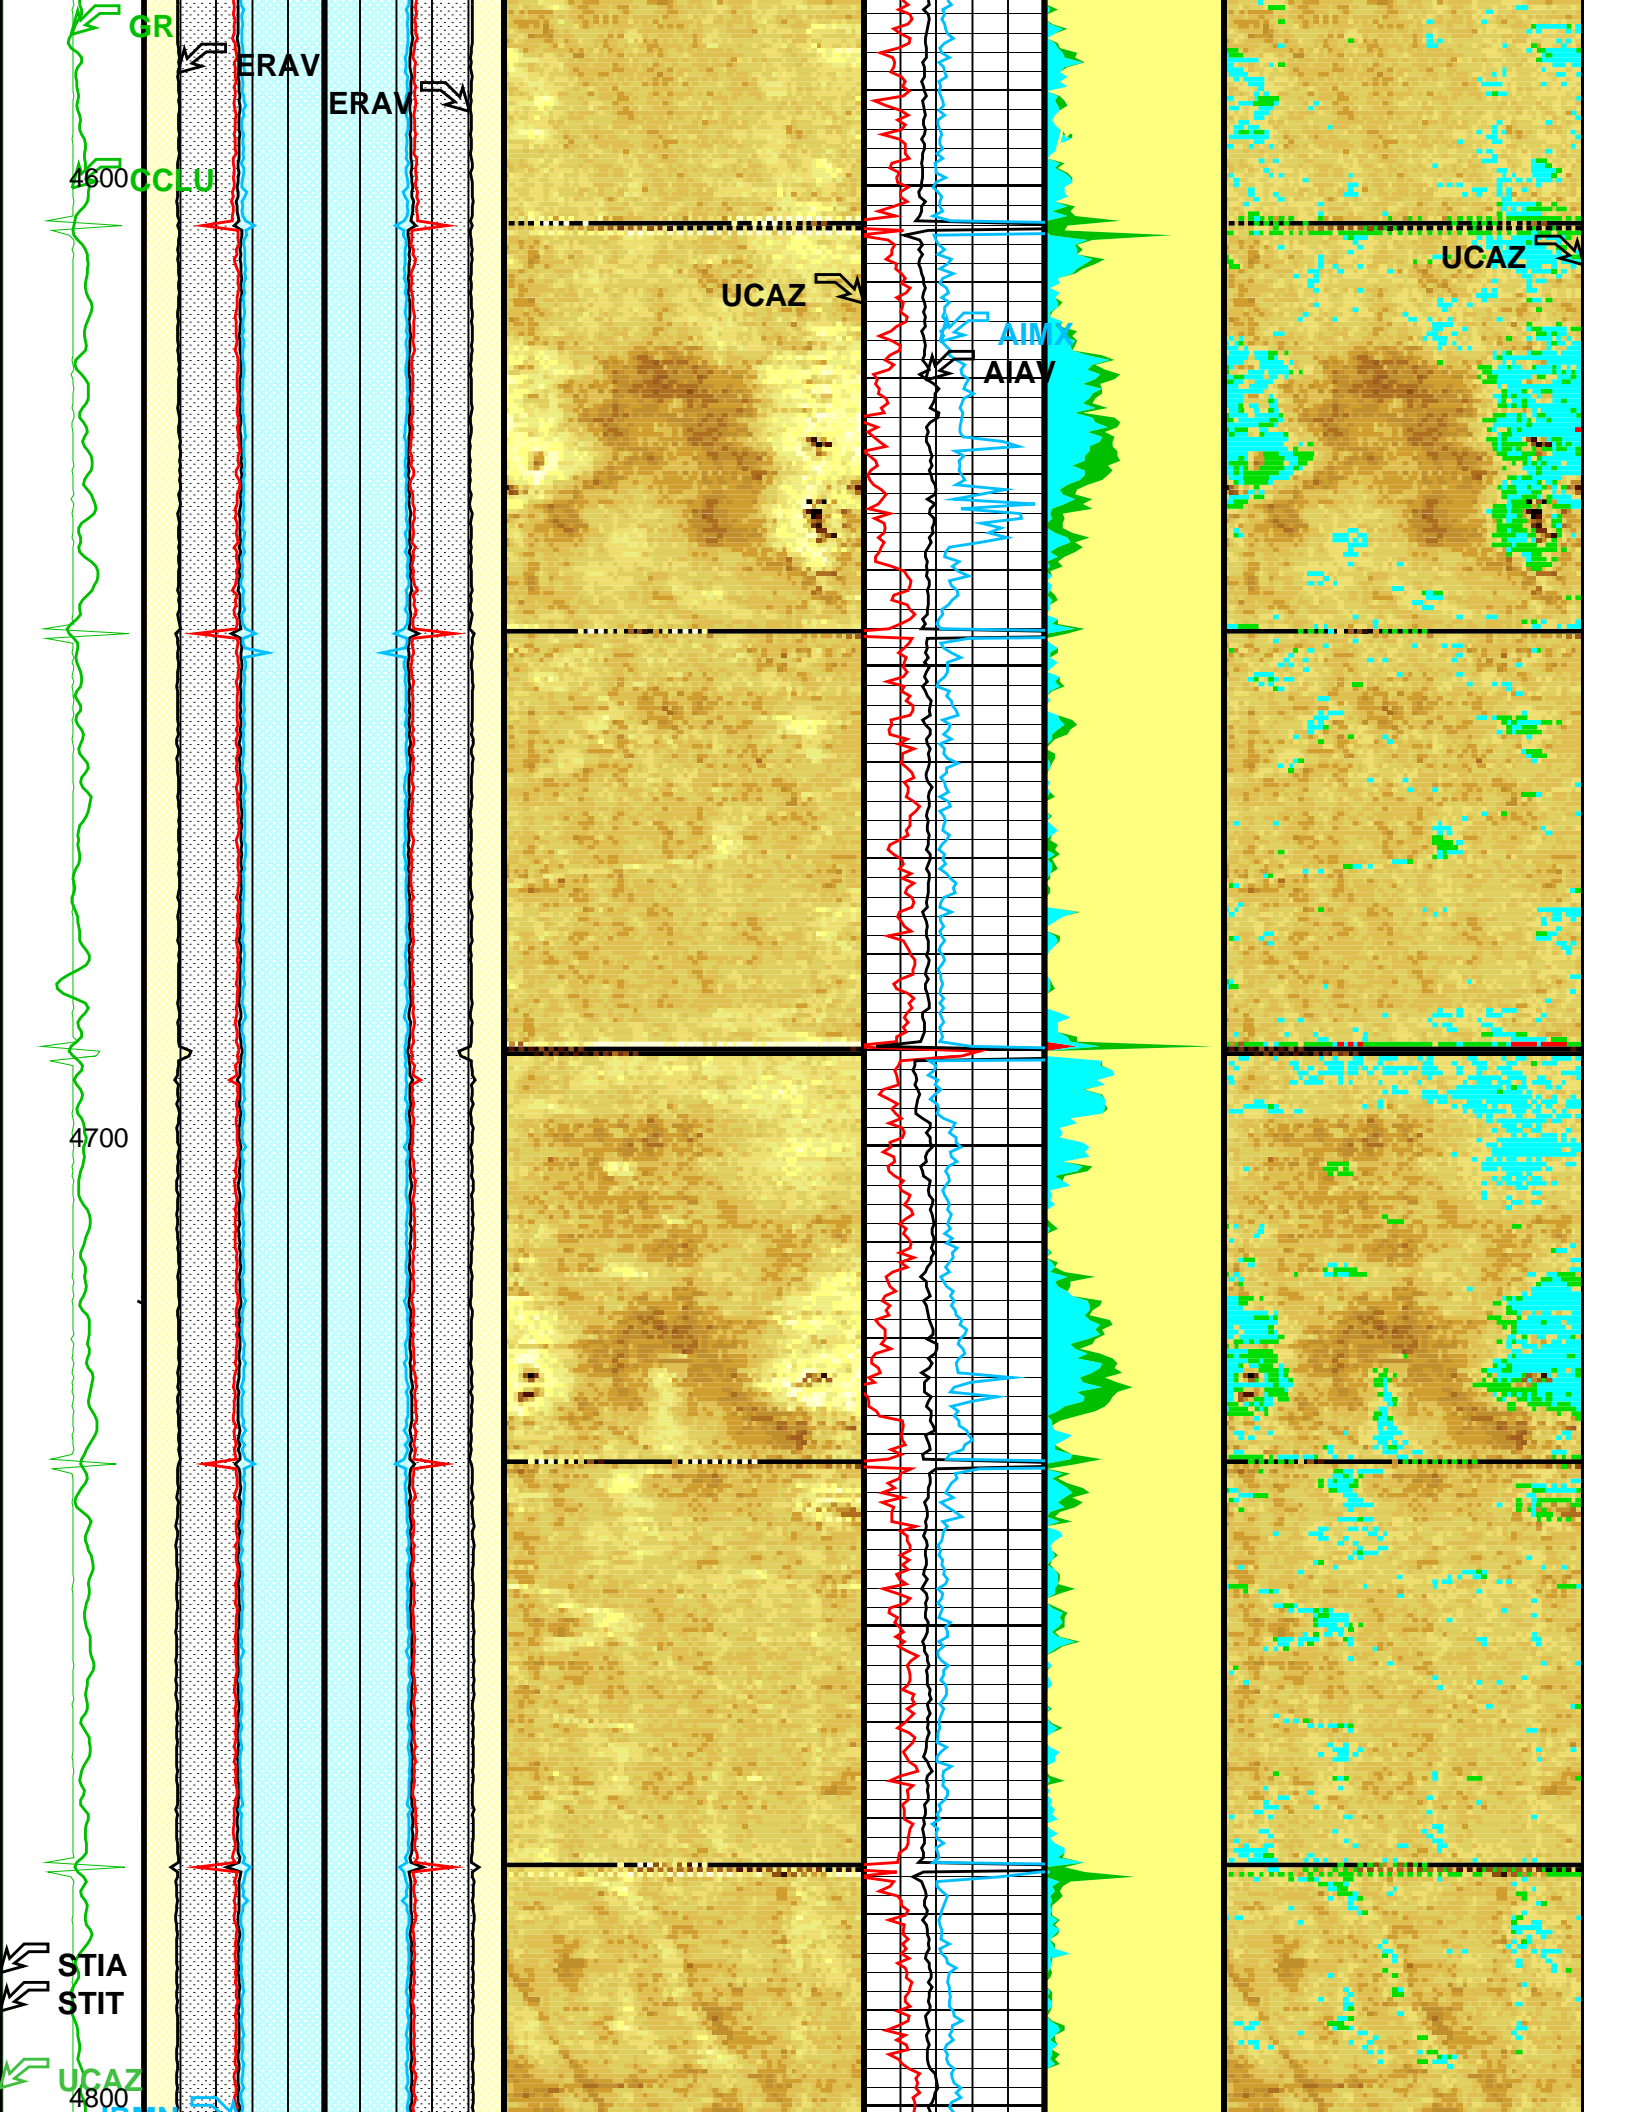 GR
ERAV
ERAV
4600
CCLU
UCAZ
UCAZ
AIMX
AIAV
4700
STIA
STIT
UCAZ
4800